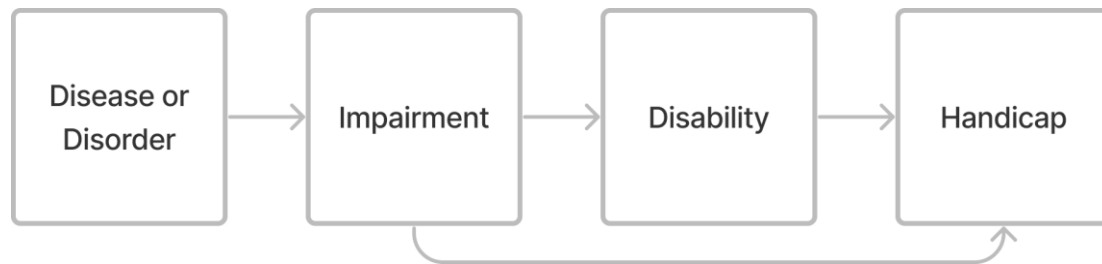 Disease or
Disorder
Impairment
Disability
Handicap